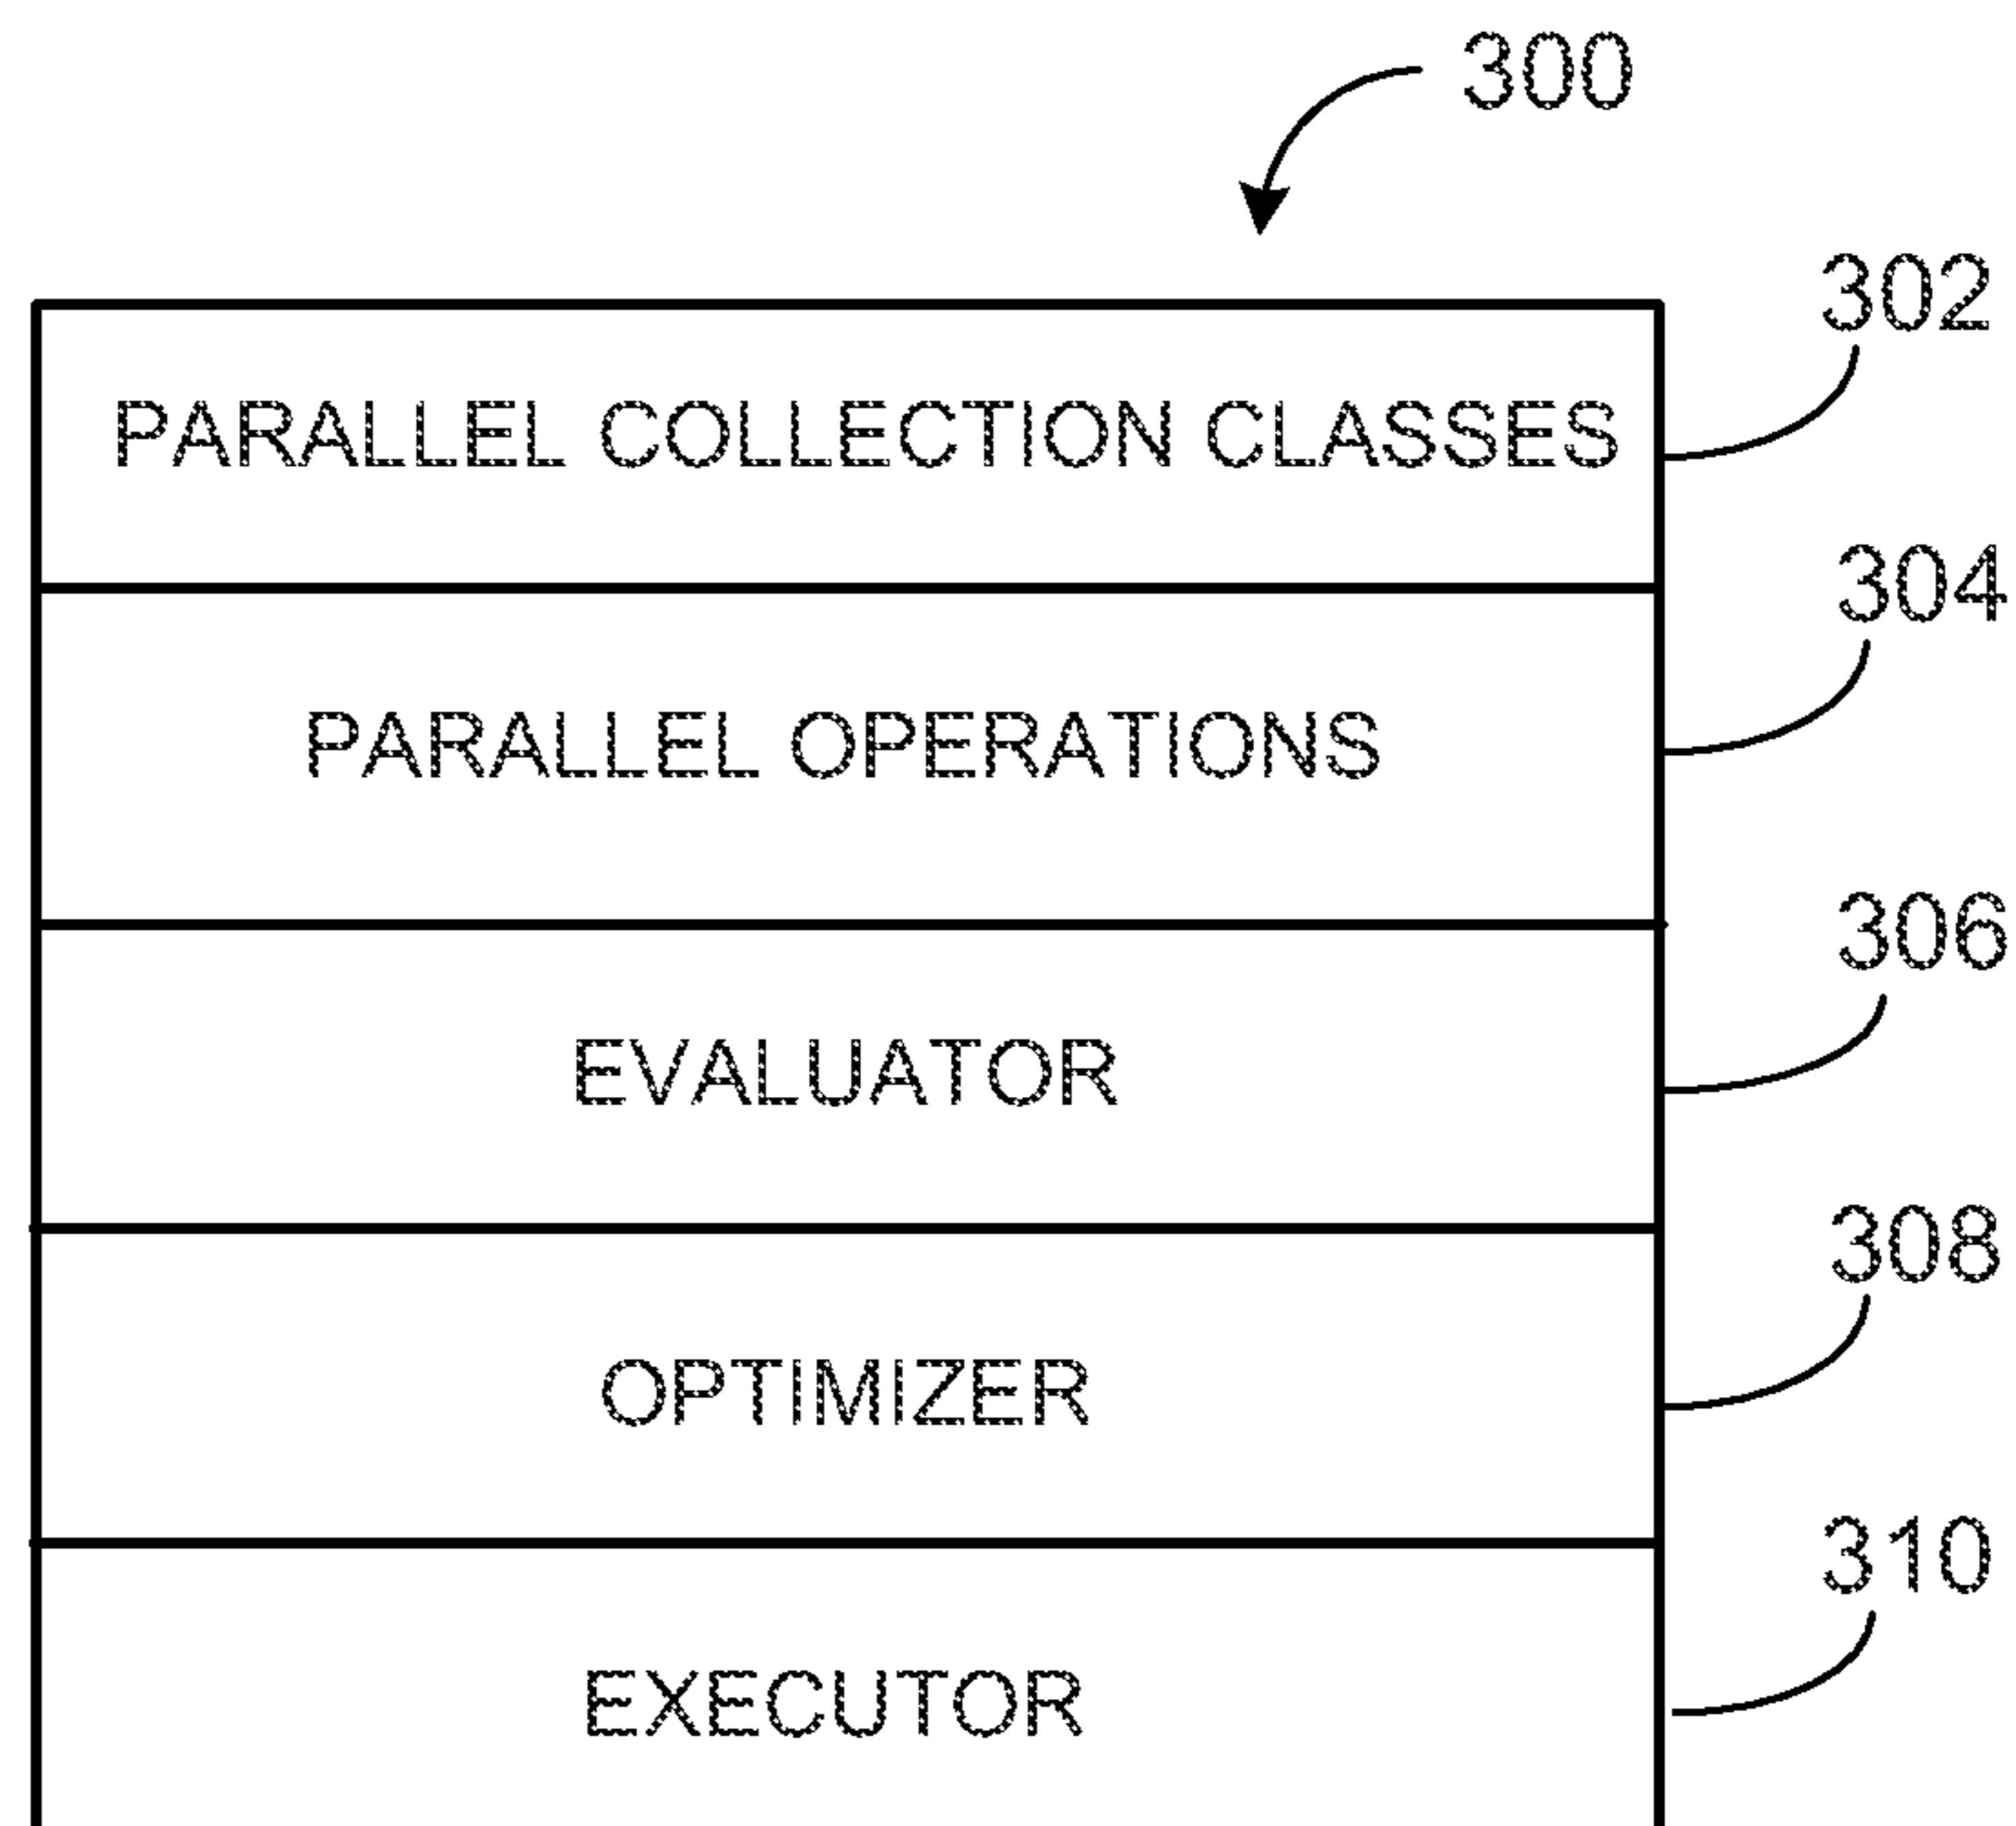 300
302
PARALLEL COLLECTION CLASSES
304
PARALLEL OPERATIONS
306
EVALUATOR
308
OPTIMIZER
310
EXECUTOR